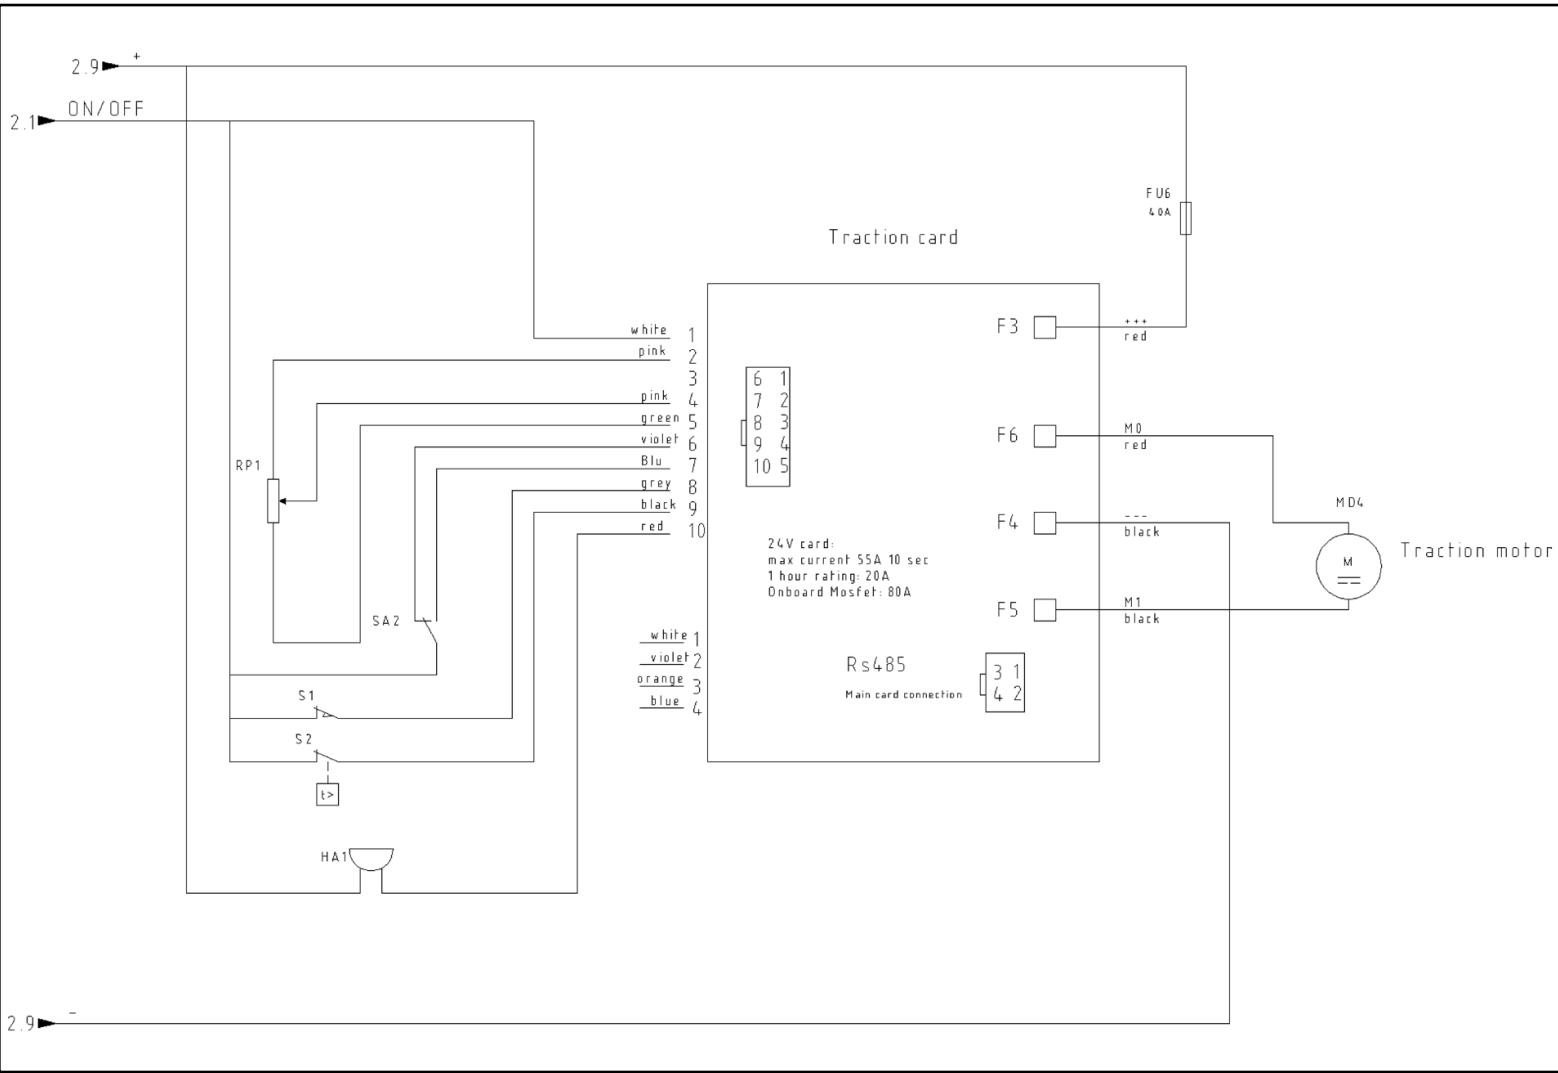 2.9 +
2.1 ON/OFF
FU6
40A
Traction card
white 1
pink 2
3
pink 4
green 5
violet 6
Blu 7
grey 8
black 9
red 10
6 1
7 2
8 3
9 4
10 5
F3
+++
red
F6
M0
red
F4
---
black
F5
M1
black
RP1
MD4
M
Traction motor
24V card:
max current 55A 10 sec
1 hour rating: 20A
Onboard Mosfet: 80A
SA2
white 1
violet 2
orange 3
blue 4
Rs485
Main card connection
3 1
4 2
S1
S2
t>
HA1
2.9 -